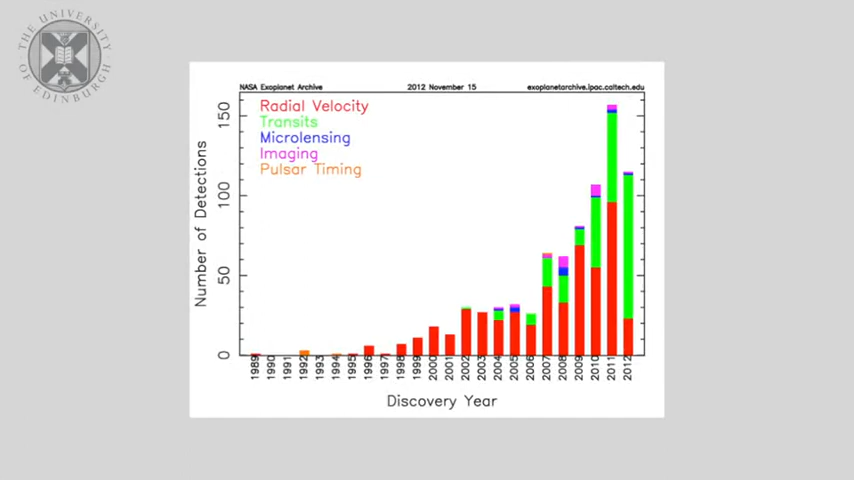 THE UNIVERSITY
OF EDINBURGH
NASA Exoplanet Archive 2012 November 15 exoplanetarchive.ipac.caltech.edu
Radial Velocity
Transits
Microlensing
Imaging
Pulsar Timing
Number of Detections
150
100
50
0
1989 1990 1991 1992 1993 1994 1995 1996 1997 1998 1999 2000 2001 2002 2003 2004 2005 2006 2007 2008 2009 2010 2011 2012
Discovery Year